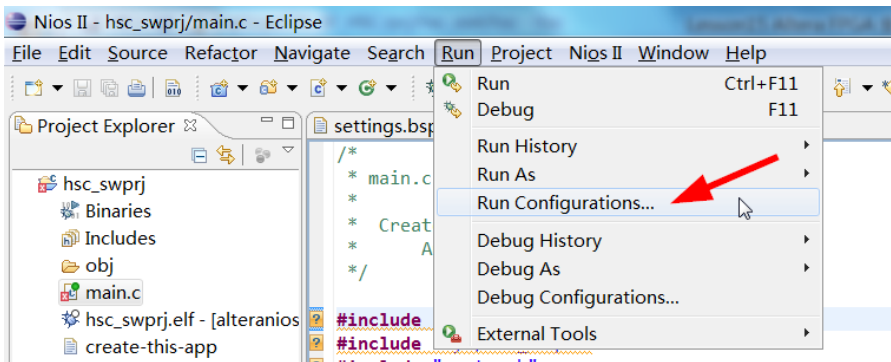 Nios II - hsc_swprj/main.c - Eclipse
File Edit Source Refactor Navigate Search Run Project Nios II Window Help
Run Ctrl+F11
Debug F11
Run History
Run As
Run Configurations...
Debug History
Debug As
Debug Configurations...
External Tools
Project Explorer
hsc_swprj
Binaries
Includes
obj
main.c
hsc_swprj.elf - [alteranios
create-this-app
settings.bsp
/*
* main.c
*
* Creat
* A
*/
#include
#include